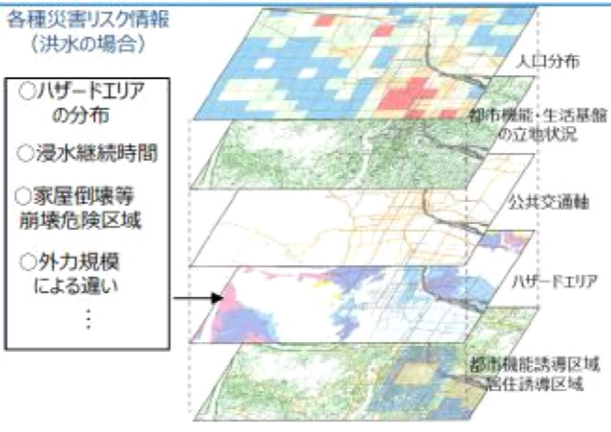 各種災害リスク情報
（洪水の場合）
○ハザードエリア
の分布
○浸水継続時間
○家屋倒壊等
崩壊危険区域
○外力規模
による違い
⋮
人口分布
都市機能・生活基盤
の立地状況
公共交通軸
ハザードエリア
都市機能誘導区域
居住誘導区域